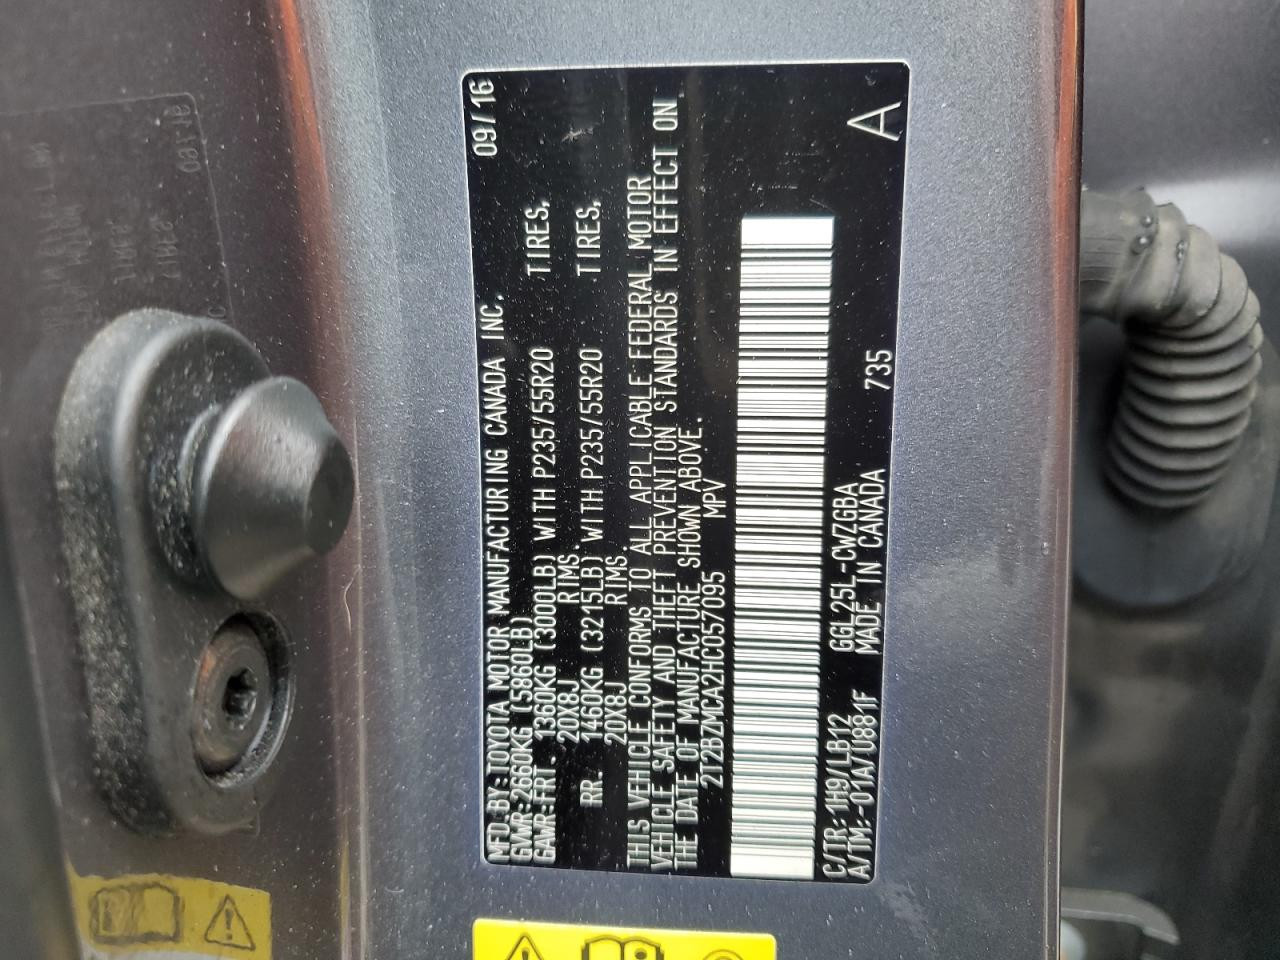 MFD.BY:TOYOTA MOTOR MANUFACTURING CANADA INC. 09/16
GVWR:2660KG (5860LB)
GAWR:FRT. 1360KG (3000LB) WITH P235/55R20 TIRES,
20X8J RIMS.
RR. 1460KG (3215LB) WITH P235/55R20 TIRES,
20X8J RIMS.
THIS VEHICLE CONFORMS TO ALL APPLICABLE FEDERAL MOTOR
VEHICLE SAFETY AND THEFT PREVENTION STANDARDS IN EFFECT ON
THE DATE OF MANUFACTURE SHOWN ABOVE.
2T2BZMCA2HC057095 MPV
C/TR:1H9/LB12 GGL25L-CWZGBA 735 A
A/TM:-01A/U881F MADE IN CANADA